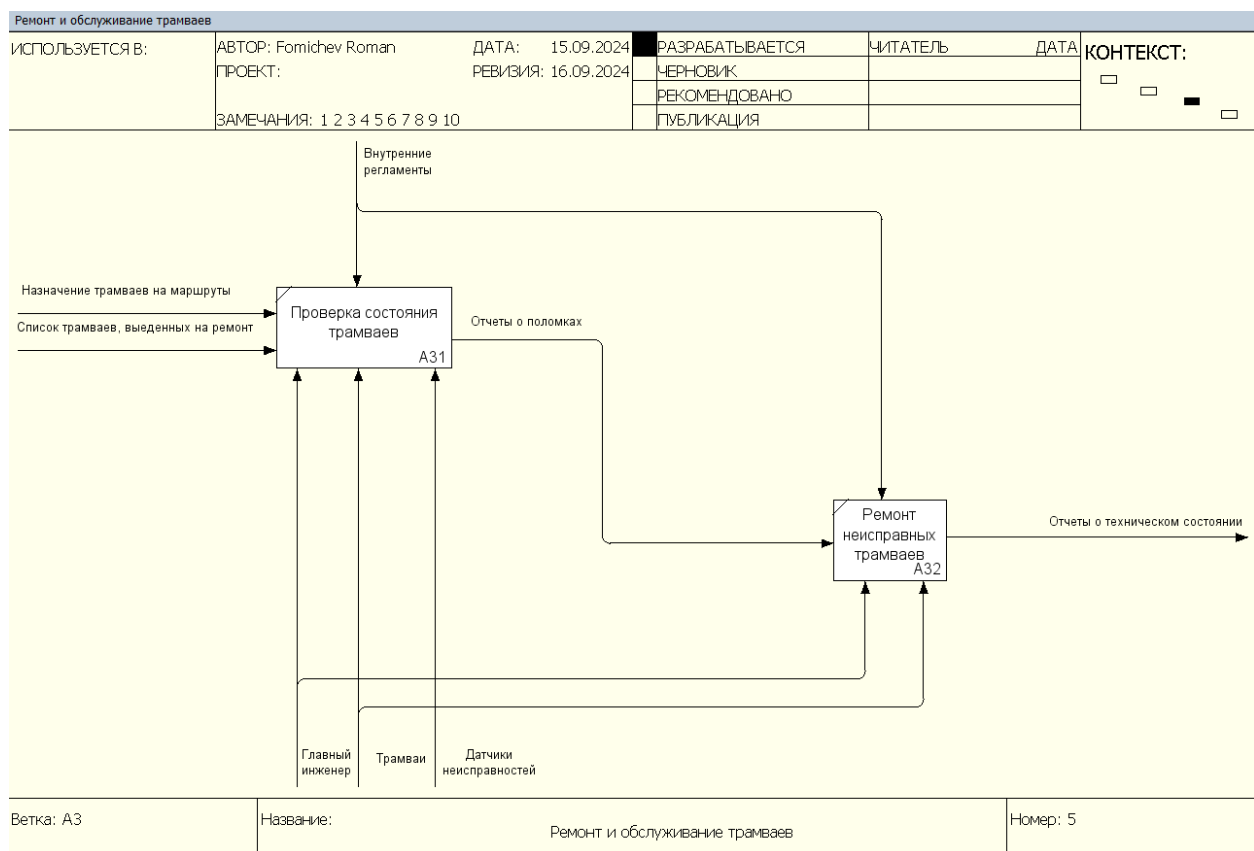 Ремонт и обслуживание трамваев
ИСПОЛЬЗУЕТСЯ В:
АВТОР: Fomichev Roman
ДАТА: 15.09.2024
ПРОЕКТ:
РЕВИЗИЯ: 16.09.2024
ЗАМЕЧАНИЯ: 1 2 3 4 5 6 7 8 9 10
РАЗРАБАТЫВАЕТСЯ
ЧЕРНОВИК
РЕКОМЕНДОВАНО
ПУБЛИКАЦИЯ
ЧИТАТЕЛЬ
ДАТА
КОНТЕКСТ:
Внутренние
регламенты
Назначение трамваев на маршруты
Список трамваев, выеденных на ремонт
Проверка состояния
трамваев
A31
Отчеты о поломках
Ремонт
неисправных
трамваев
A32
Отчеты о техническом состоянии
Главный
инженер
Трамваи
Датчики
неисправностей
Ветка: A3
Название:
Ремонт и обслуживание трамваев
Номер: 5